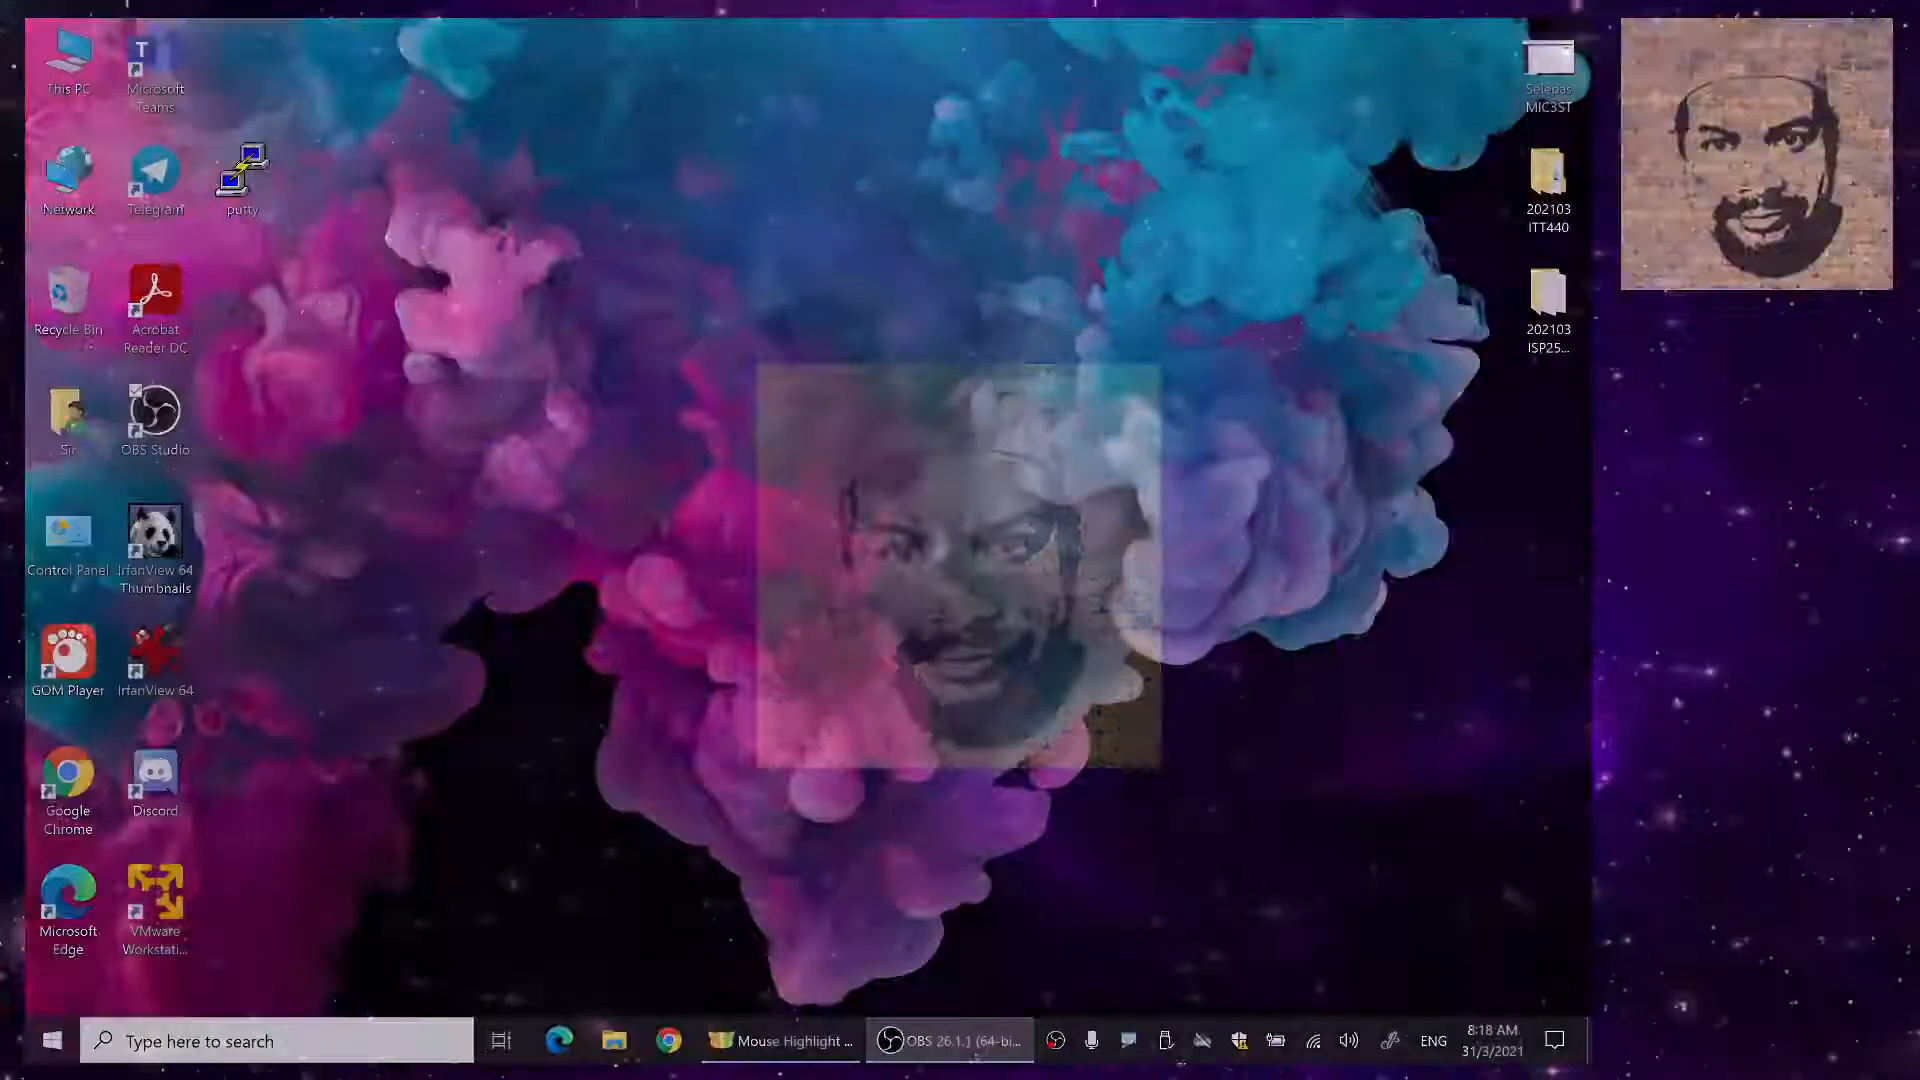 This PC
Microsoft
Teams
Network
Telegram
putty
Recycle Bin
Acrobat
Reader DC
Sir
OBS Studio
Control Panel
IrfanView 64
Thumbnails
GOM Player
IrfanView 64
Google
Chrome
Discord
Microsoft
Edge
VMware
Workstati...
Selepas
MIC3ST
202103
ITT440
202103
ISP25...
Type here to search
Mouse Highlight ...
OBS 26.1.1 (64-bi...
ENG
8:18 AM
31/3/2021